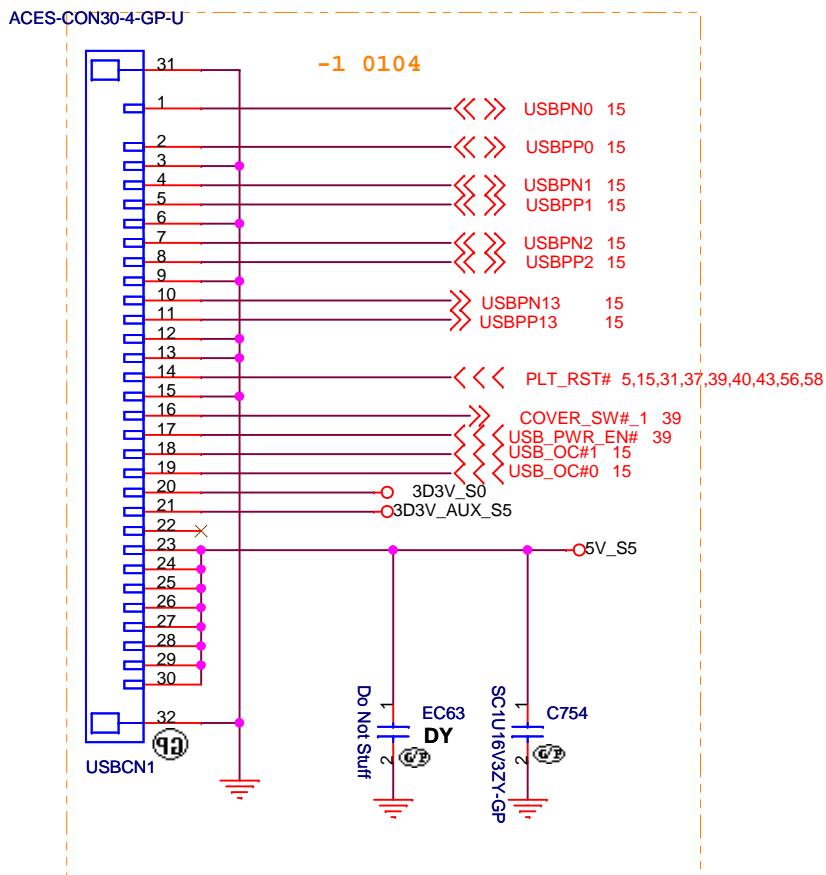 ACES-CON30-4-GP-U
-1 0104
31
1 USBPN0 15
2 USBPP0 15
3
4 USBPN1 15
5 USBPP1 15
6
7 USBPN2 15
8 USBPP2 15
9
10 USBPN13 15
11 USBPP13 15
12
13
14 PLT_RST# 5,15,31,37,39,40,43,56,58
15
16 COVER_SW#_1 39
17 USB_PWR_EN# 39
18 USB_OC#1 15
19 USB_OC#0 15
20 3D3V_S0
21 3D3V_AUX_S5
22
23 5V_S5
24
25
26
27
28
29
30
32
GP
USBCN1
Do Not Stuff
1
EC63
DY
2
G/P
SC1U16V3ZY-GP
1
C754
2
G/P